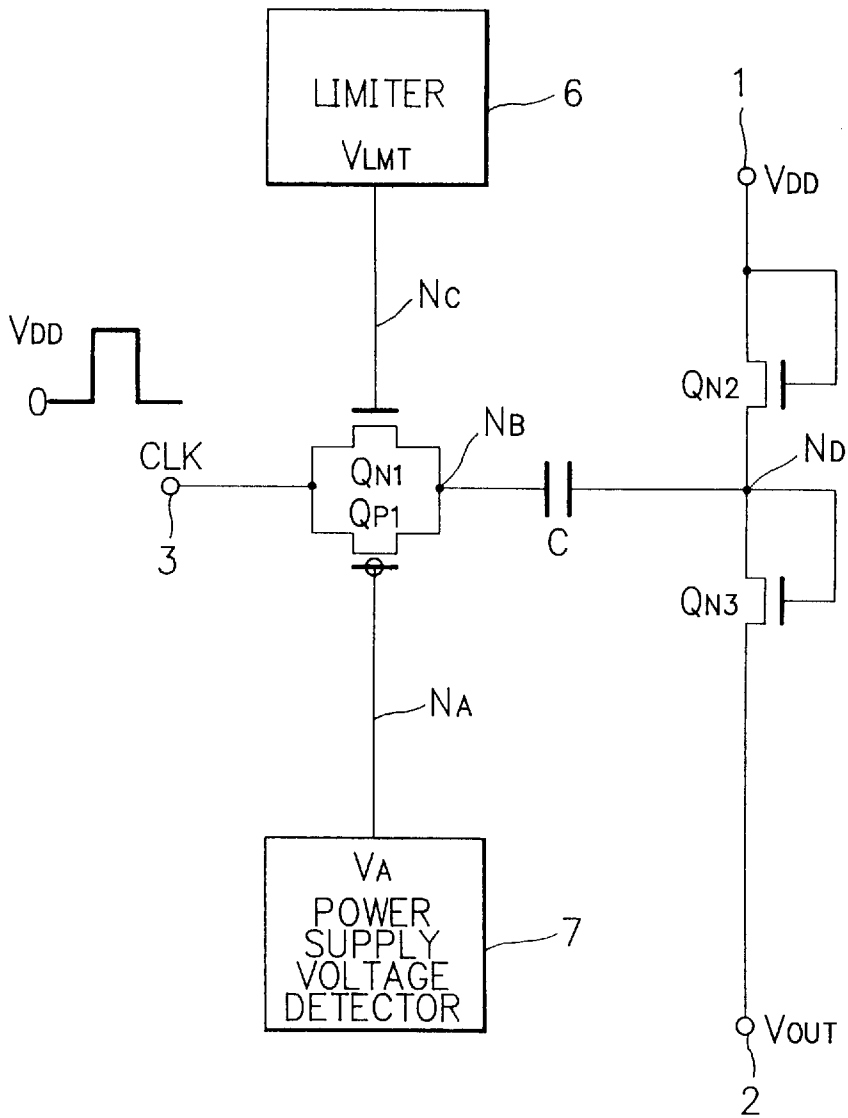 LIMITER
VLMT
6
1
VDD
NC
VDD
0
QN2
NB
ND
CLK
QN1
QP1
3
C
QN3
NA
VA
POWER
SUPPLY
VOLTAGE
DETECTOR
7
VOUT
2